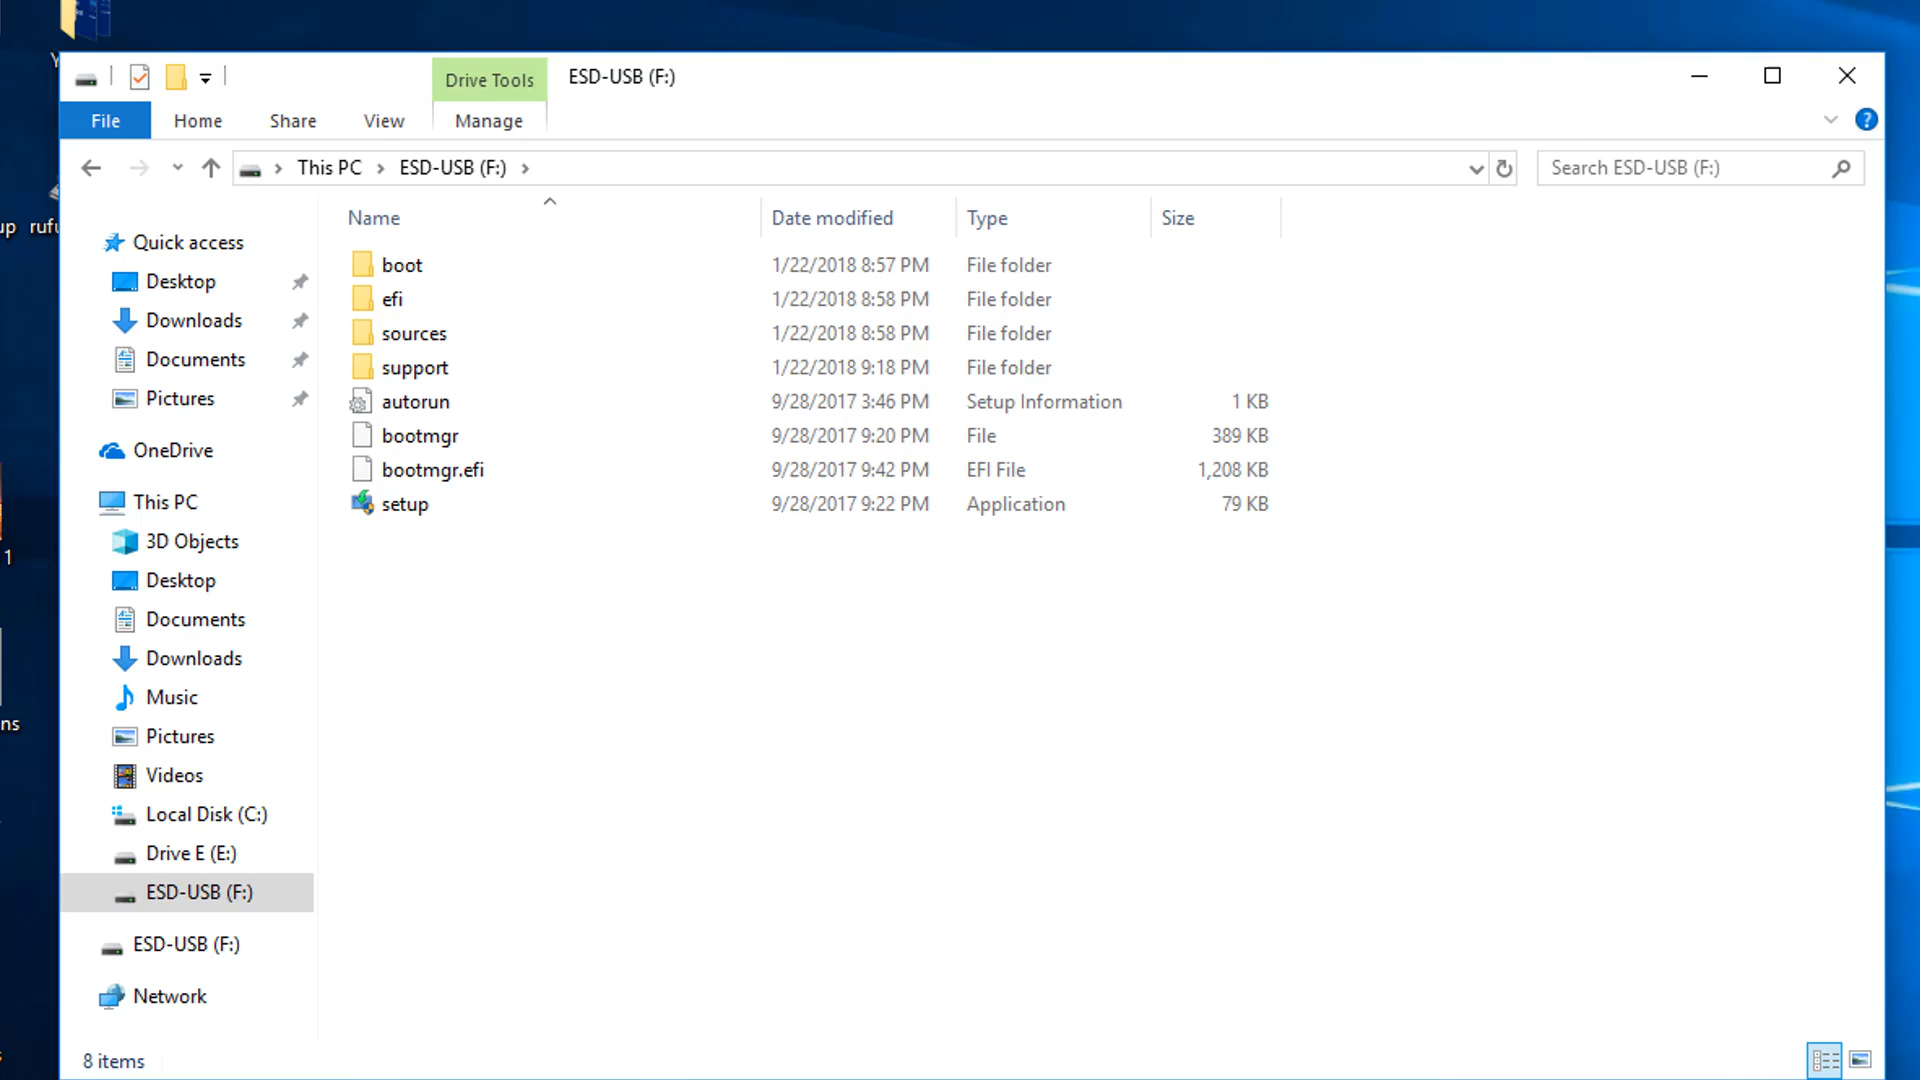 Drive Tools
ESD-USB (F:)
File
Home
Share
View
Manage
?
This PC
ESD-USB (F:)
Search ESD-USB (F:)
up
rufu
Name
Date modified
Type
Size
Quick access
Desktop
Downloads
Documents
Pictures
OneDrive
This PC
3D Objects
Desktop
Documents
Downloads
Music
Pictures
Videos
Local Disk (C:)
Drive E (E:)
ESD-USB (F:)
ESD-USB (F:)
Network
boot 1/22/2018 8:57 PM File folder
efi 1/22/2018 8:58 PM File folder
sources 1/22/2018 8:58 PM File folder
support 1/22/2018 9:18 PM File folder
autorun 9/28/2017 3:46 PM Setup Information 1 KB
bootmgr 9/28/2017 9:20 PM File 389 KB
bootmgr.efi 9/28/2017 9:42 PM EFI File 1,208 KB
setup 9/28/2017 9:22 PM Application 79 KB
1
ns
8 items